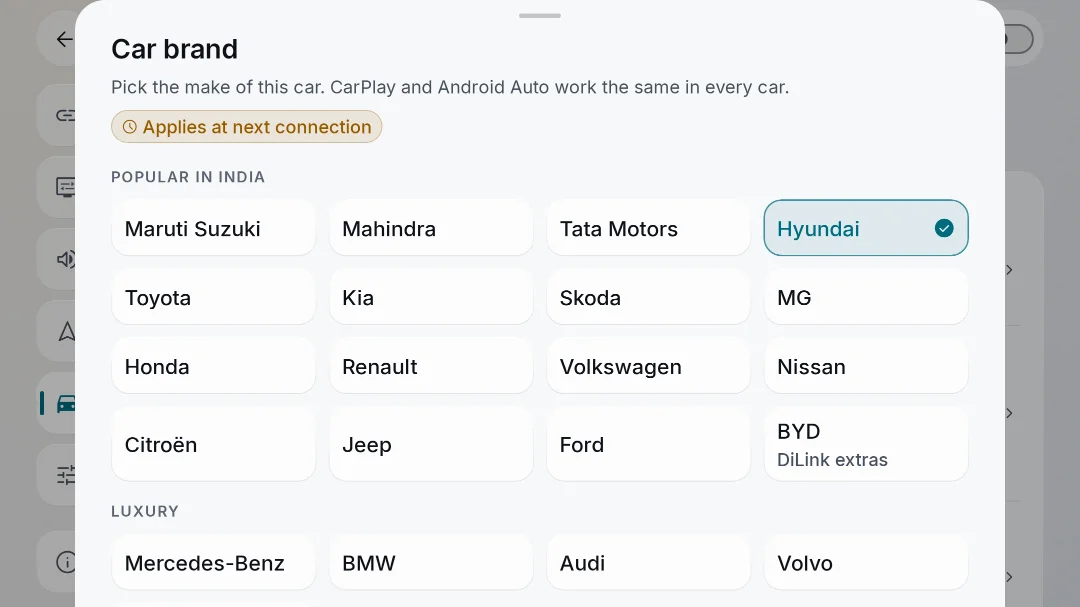 Car brand
Pick the make of this car. CarPlay and Android Auto work the same in every car.
Applies at next connection
POPULAR IN INDIA
Maruti Suzuki
Mahindra
Tata Motors
Hyundai
Toyota
Kia
Skoda
MG
Honda
Renault
Volkswagen
Nissan
Citroën
Jeep
Ford
BYD
DiLink extras
LUXURY
Mercedes-Benz
BMW
Audi
Volvo